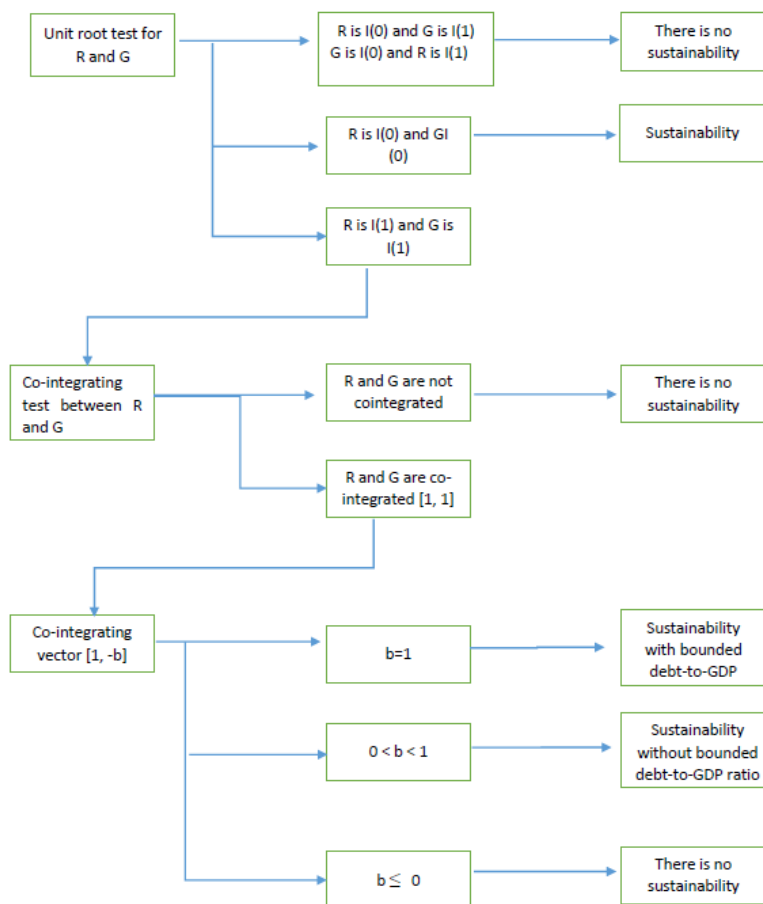 Unit root test for
R and G
R is I(0) and G is I(1)
G is I(0) and R is I(1)
There is no
sustainability
R is I(0) and GI
(0)
Sustainability
R is I(1) and G is
I(1)
Co-integrating
test between R
and G
R and G are not
cointegrated
There is no
sustainability
R and G are co-
integrated [1, 1]
Co-integrating
vector [1, -b]
b=1
Sustainability
with bounded
debt-to-GDP
0 < b < 1
Sustainability
without bounded
debt-to-GDP ratio
b ≤ 0
There is no
sustainability